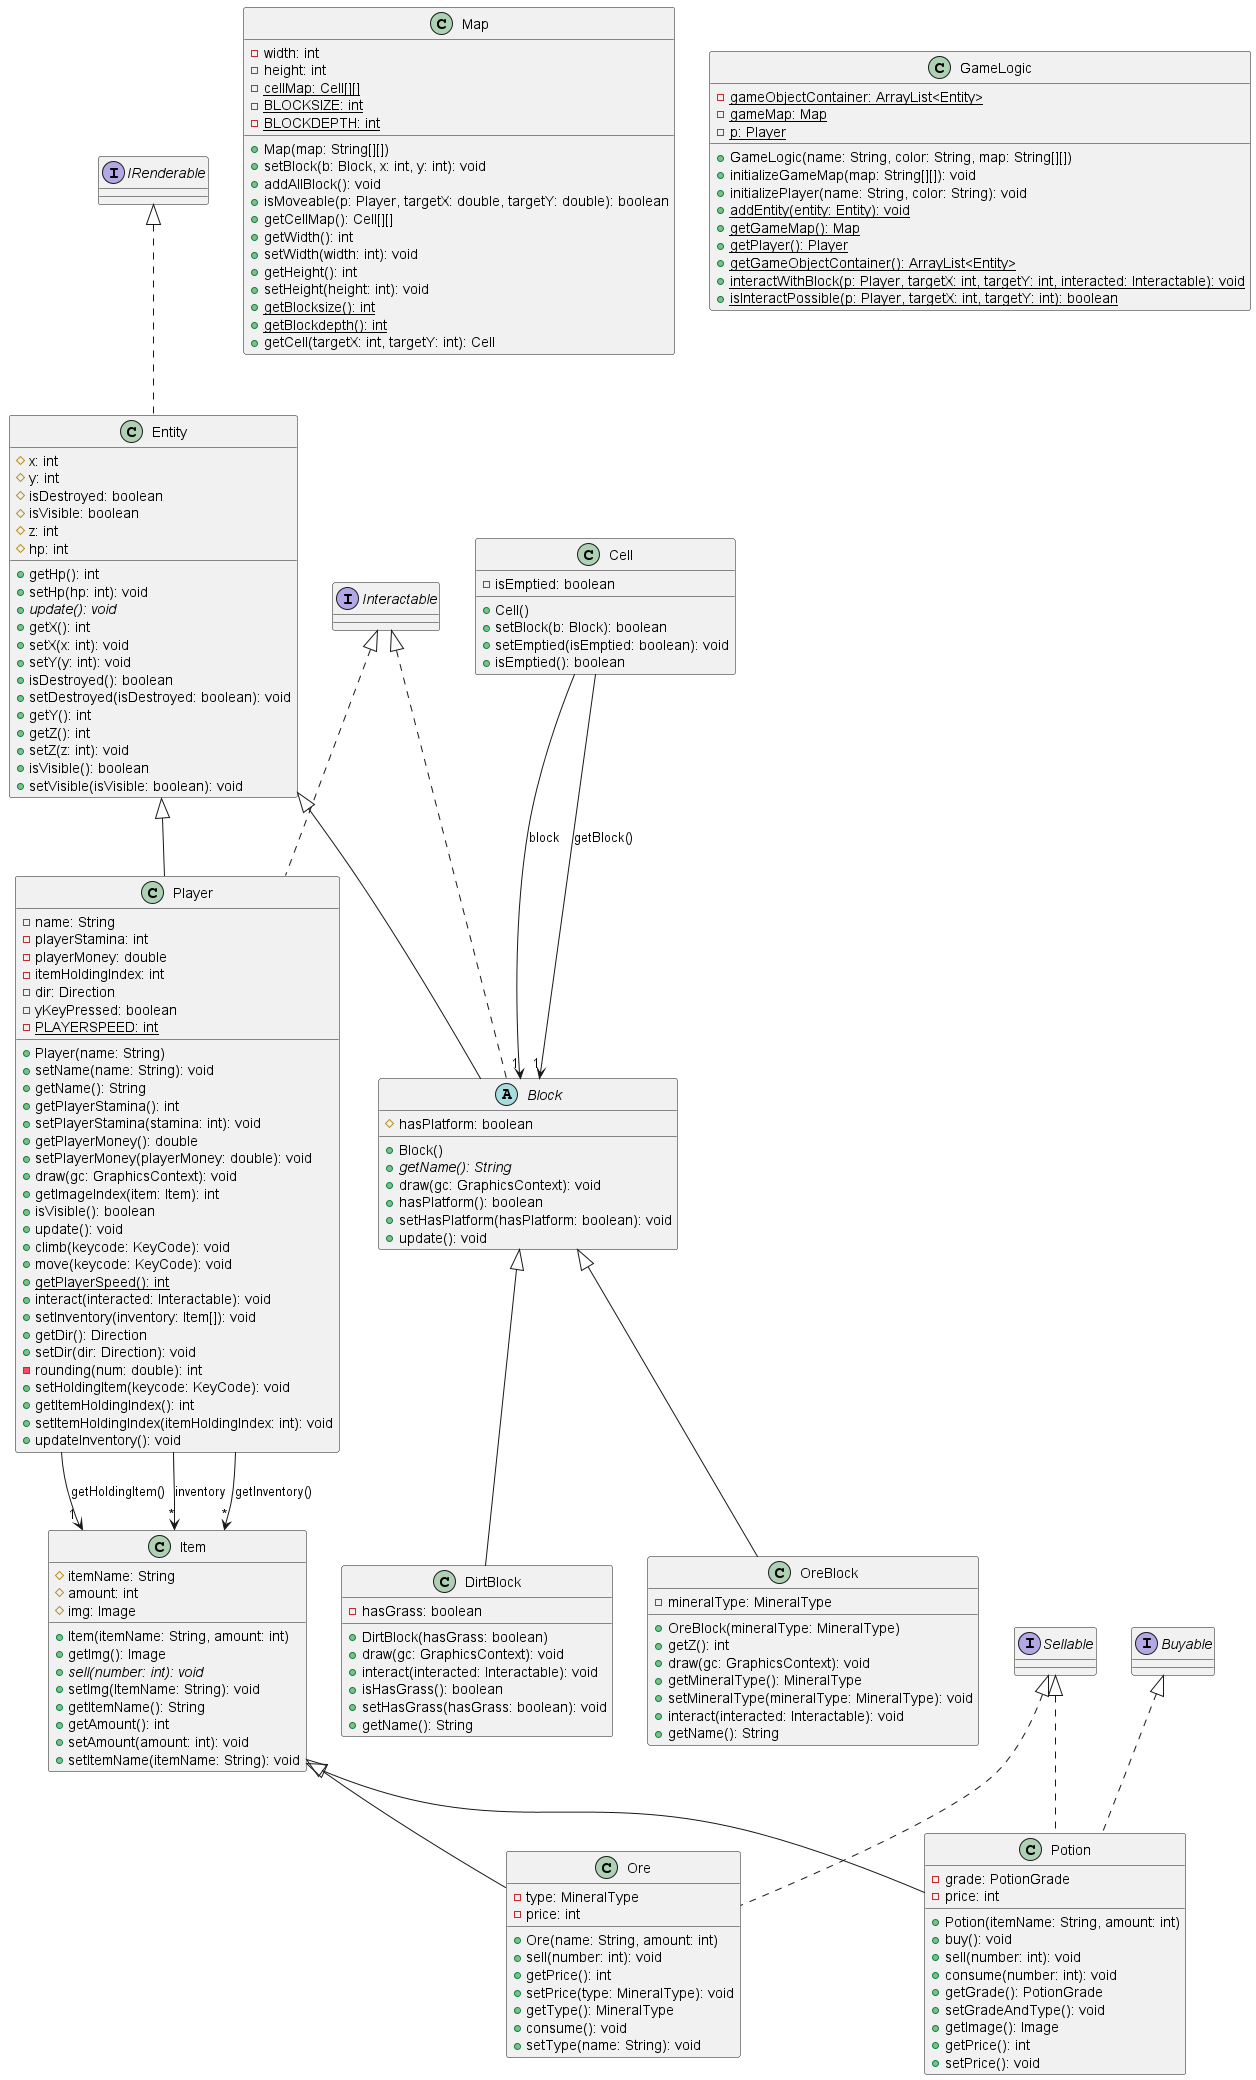 C Map
width: int
height: int
cellMap: Cell[][]
BLOCKSIZE: int
BLOCKDEPTH: int
Map(map: String[][])
setBlock(b: Block, x: int, y: int): void
addAllBlock(): void
isMoveable(p: Player, targetX: double, targetY: double): boolean
getCellMap(): Cell[][]
getWidth(): int
setWidth(width: int): void
getHeight(): int
setHeight(height: int): void
getBlocksize(): int
getBlockdepth(): int
getCell(targetX: int, targetY: int): Cell
C GameLogic
gameObjectContainer: ArrayList<Entity>
gameMap: Map
p: Player
GameLogic(name: String, color: String, map: String[][])
initializeGameMap(map: String[][]): void
initializePlayer(name: String, color: String): void
addEntity(entity: Entity): void
getGameMap(): Map
getPlayer(): Player
getGameObjectContainer(): ArrayList<Entity>
interactWithBlock(p: Player, targetX: int, targetY: int, interacted: Interactable): void
isInteractPossible(p: Player, targetX: int, targetY: int): boolean
I IRenderable
C Entity
x: int
y: int
isDestroyed: boolean
isVisible: boolean
z: int
hp: int
getHp(): int
setHp(hp: int): void
update(): void
getX(): int
setX(x: int): void
setY(y: int): void
isDestroyed(): boolean
setDestroyed(isDestroyed: boolean): void
getY(): int
getZ(): int
setZ(z: int): void
isVisible(): boolean
setVisible(isVisible: boolean): void
I Interactable
C Cell
isEmptied: boolean
Cell()
setBlock(b: Block): boolean
setEmptied(isEmptied: boolean): void
isEmptied(): boolean
block
getBlock()
1
1
C Player
name: String
playerStamina: int
playerMoney: double
itemHoldingIndex: int
dir: Direction
yKeyPressed: boolean
PLAYERSPEED: int
Player(name: String)
setName(name: String): void
getName(): String
getPlayerStamina(): int
setPlayerStamina(stamina: int): void
getPlayerMoney(): double
setPlayerMoney(playerMoney: double): void
draw(gc: GraphicsContext): void
getImageIndex(item: Item): int
isVisible(): boolean
update(): void
climb(keycode: KeyCode): void
move(keycode: KeyCode): void
getPlayerSpeed(): int
interact(interacted: Interactable): void
setInventory(inventory: Item[]): void
getDir(): Direction
setDir(dir: Direction): void
rounding(num: double): int
setHoldingItem(keycode: KeyCode): void
getItemHoldingIndex(): int
setItemHoldingIndex(itemHoldingIndex: int): void
updateInventory(): void
A Block
hasPlatform: boolean
Block()
getName(): String
draw(gc: GraphicsContext): void
hasPlatform(): boolean
setHasPlatform(hasPlatform: boolean): void
update(): void
getHoldingItem()
inventory
getInventory()
1
*
*
C Item
itemName: String
amount: int
img: Image
Item(itemName: String, amount: int)
getImg(): Image
sell(number: int): void
setImg(ItemName: String): void
getItemName(): String
getAmount(): int
setAmount(amount: int): void
setItemName(itemName: String): void
C DirtBlock
hasGrass: boolean
DirtBlock(hasGrass: boolean)
draw(gc: GraphicsContext): void
interact(interacted: Interactable): void
isHasGrass(): boolean
setHasGrass(hasGrass: boolean): void
getName(): String
C OreBlock
mineralType: MineralType
OreBlock(mineralType: MineralType)
getZ(): int
draw(gc: GraphicsContext): void
getMineralType(): MineralType
setMineralType(mineralType: MineralType): void
interact(interacted: Interactable): void
getName(): String
I Sellable
I Buyable
C Ore
type: MineralType
price: int
Ore(name: String, amount: int)
sell(number: int): void
getPrice(): int
setPrice(type: MineralType): void
getType(): MineralType
consume(): void
setType(name: String): void
C Potion
grade: PotionGrade
price: int
Potion(itemName: String, amount: int)
buy(): void
sell(number: int): void
consume(number: int): void
getGrade(): PotionGrade
setGradeAndType(): void
getImage(): Image
getPrice(): int
setPrice(): void